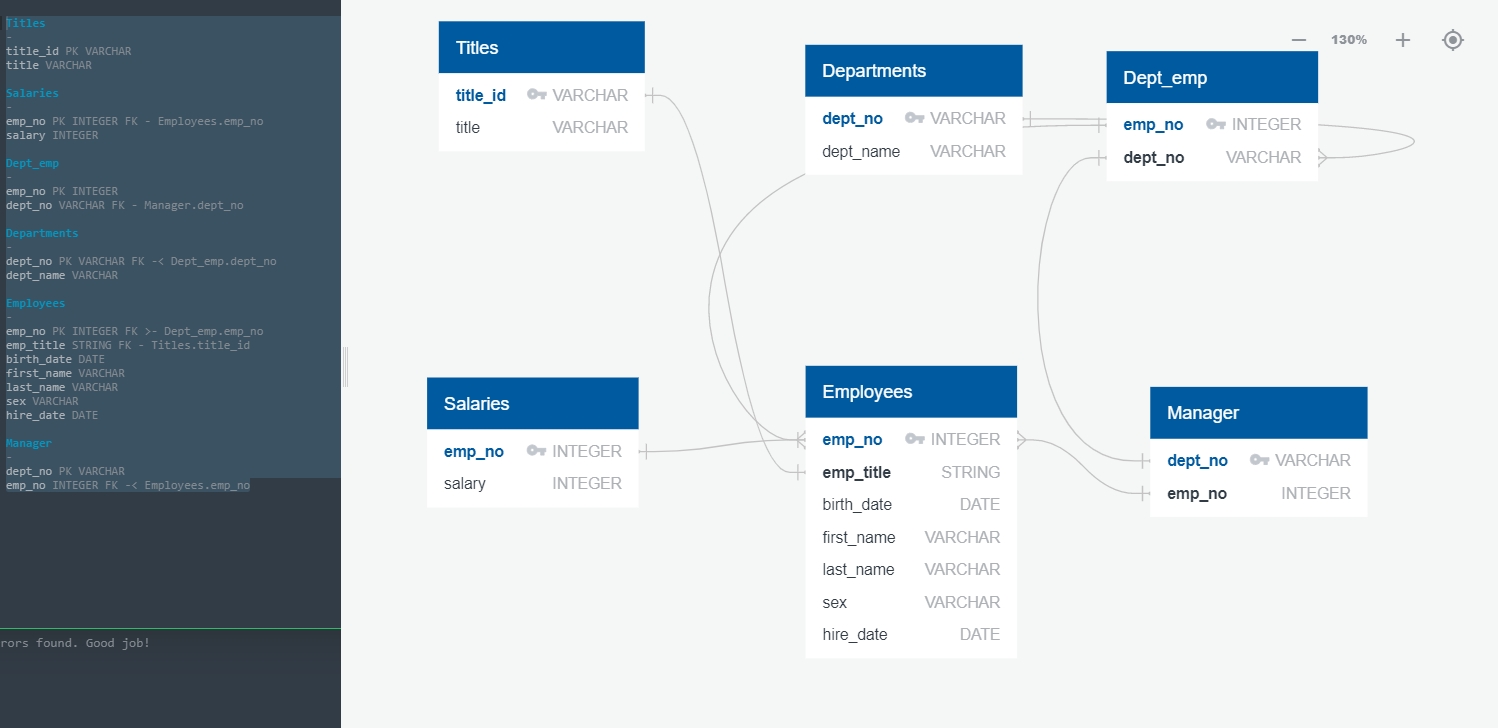 Titles
-
title_id PK VARCHAR
title VARCHAR
Salaries
-
emp_no PK INTEGER FK - Employees.emp_no
salary INTEGER
Dept_emp
-
emp_no PK INTEGER
dept_no VARCHAR FK - Manager.dept_no
Departments
-
dept_no PK VARCHAR FK -< Dept_emp.dept_no
dept_name VARCHAR
Employees
-
emp_no PK INTEGER FK >- Dept_emp.emp_no
emp_title STRING FK - Titles.title_id
birth_date DATE
first_name VARCHAR
last_name VARCHAR
sex VARCHAR
hire_date DATE
Manager
-
dept_no PK VARCHAR
emp_no INTEGER FK -< Employees.emp_no
rors found. Good job!
130%
Titles
title_id VARCHAR
title VARCHAR
Departments
dept_no VARCHAR
dept_name VARCHAR
Dept_emp
emp_no INTEGER
dept_no VARCHAR
Salaries
emp_no INTEGER
salary INTEGER
Employees
emp_no INTEGER
emp_title STRING
birth_date DATE
first_name VARCHAR
last_name VARCHAR
sex VARCHAR
hire_date DATE
Manager
dept_no VARCHAR
emp_no INTEGER